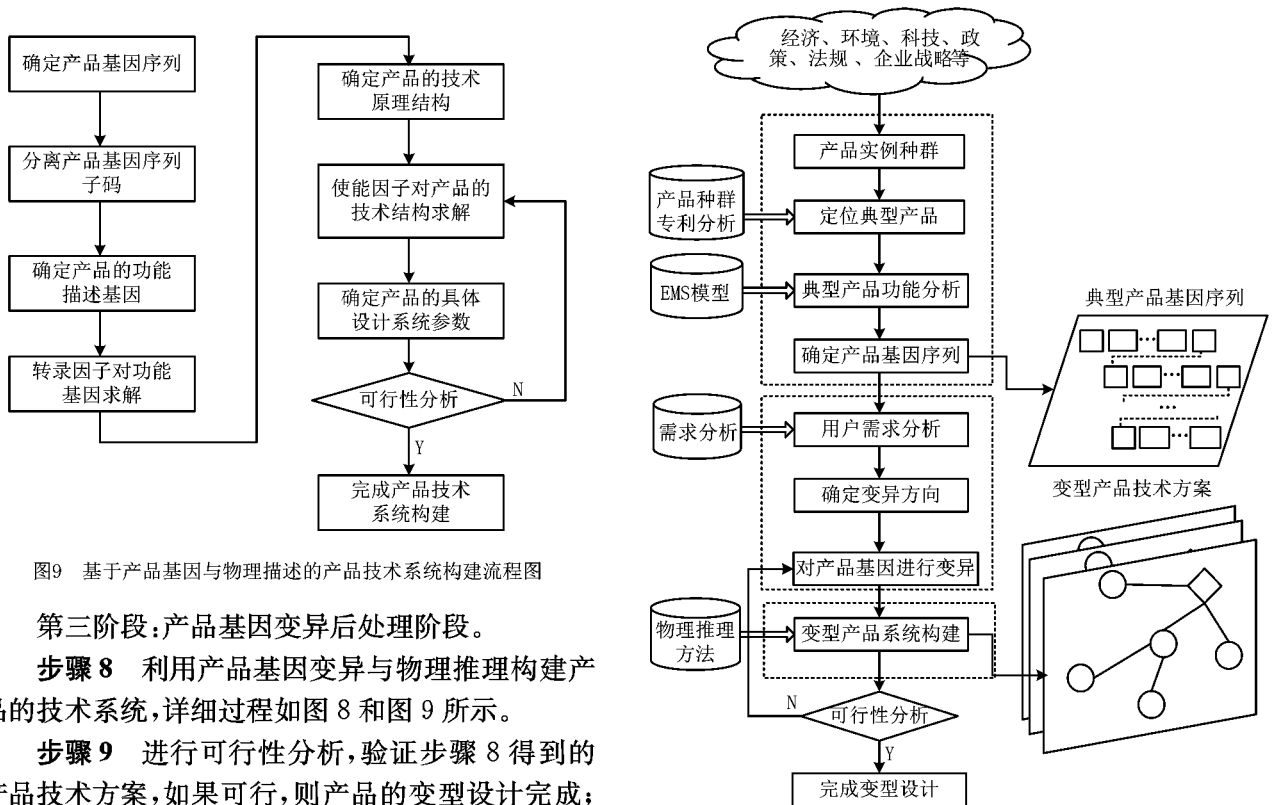 确定产品基因序列
分离产品基因序列
子码
确定产品的功能
描述基因
转录因子对功能
基因求解
确定产品的技术
原理结构
使能因子对产品的
技术结构求解
确定产品的具体
设计系统参数
可行性分析
N
Y
完成产品技术
系统构建
图9 基于产品基因与物理描述的产品技术系统构建流程图
第三阶段:产品基因变异后处理阶段。
步骤8 利用产品基因变异与物理推理构建产
品的技术系统,详细过程如图8和图9所示。
步骤9 进行可行性分析,验证步骤8得到的
产品技术方案,如果可行,则产品的变型设计完成;
经济、环境、科技、政
策、法规、企业战略等
产品实例种群
产品种群
专利分析
定位典型产品
EMS模型
典型产品功能分析
确定产品基因序列
典型产品基因序列
…
…
…
…
需求分析
用户需求分析
确定变异方向
对产品基因进行变异
变型产品技术方案
物理推理
方法
变型产品系统构建
N
可行性分析
Y
完成变型设计